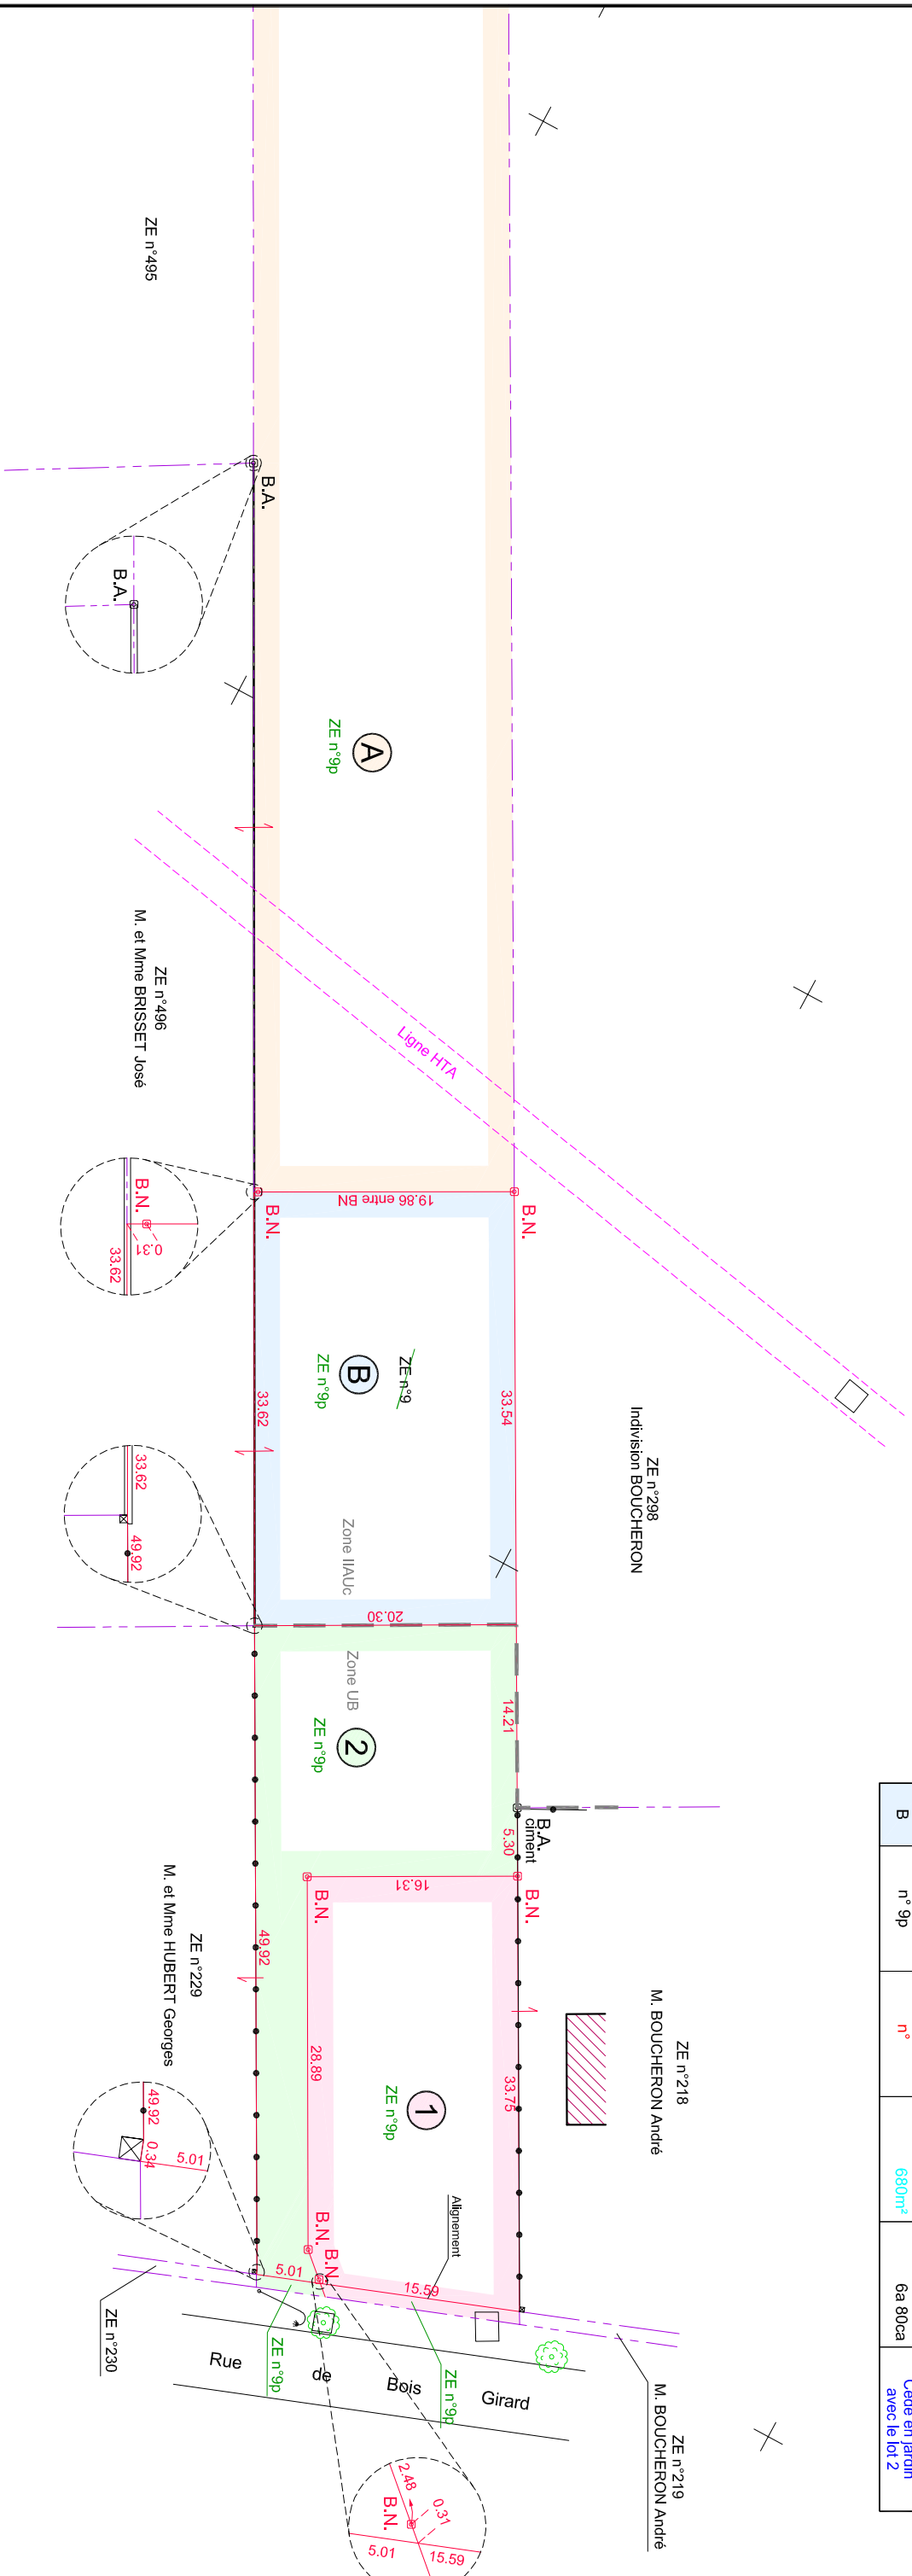 ZE n°495
B.A.
B.A.
A
ZE n°9p
Ligne HTA
ZE n°496
M. et Mme BRISSET José
B.N.
0.31
33.62
B.N.
19.86 entre BN
B.N.
ZE n°9
B
ZE n°9p
33.54
33.62
ZE n°298
Indivision BOUCHERON
33.62
49.92
Zone IIAUc
20.30
Zone UB
2
ZE n°9p
14.21
B.A.
ciment
5.30
B.N.
16.31
B.N.
B
n° 9p
n°
680m²
6a 80ca
Cédé en jardin
avec le lot 2
ZE n°229
M. et Mme HUBERT Georges
49.92
28.89
1
ZE n°9p
33.75
ZE n°218
M. BOUCHERON André
49.92
0.34
5.01
B.N.
B.N.
Alignement
5.01
15.59
ZE n°230
ZE n°9p
ZE n°9p
Rue de Bois Girard
ZE n°219
M. BOUCHERON André
2.48
0.31
B.N.
5.01
15.59